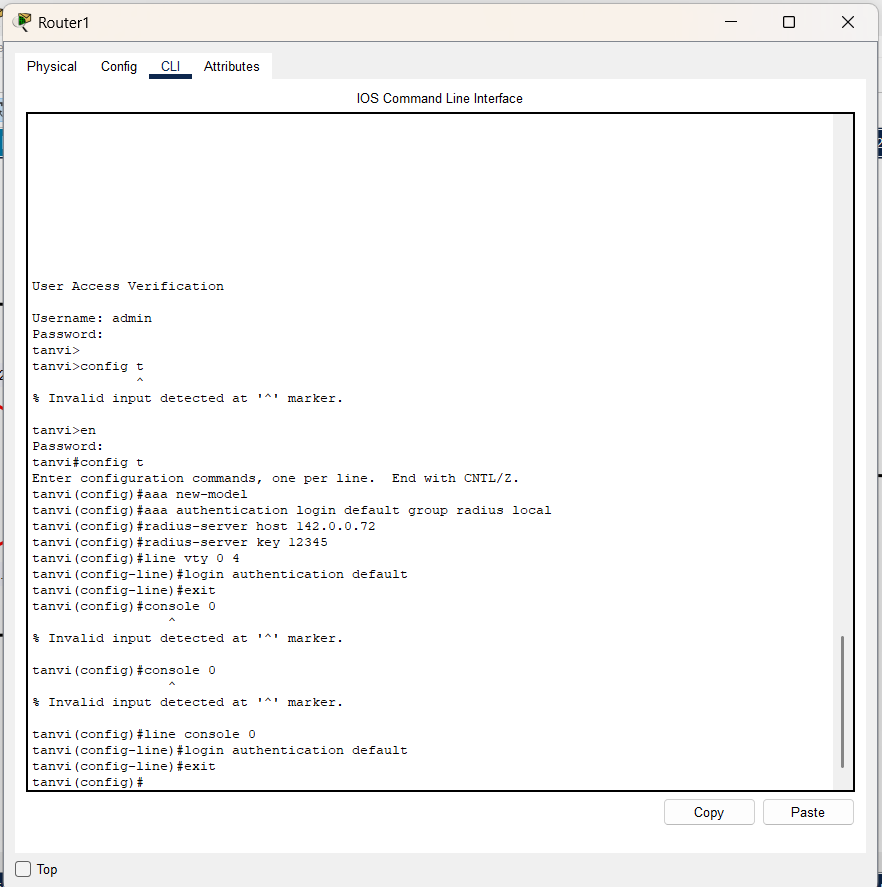 Router1
Physical Config CLI Attributes
IOS Command Line Interface
User Access Verification
Username: admin
Password:
tanvi>
tanvi>config t
^
% Invalid input detected at '^' marker.
tanvi>en
Password:
tanvi#config t
Enter configuration commands, one per line.  End with CNTL/Z.
tanvi(config)#aaa new-model
tanvi(config)#aaa authentication login default group radius local
tanvi(config)#radius-server host 142.0.0.72
tanvi(config)#radius-server key 12345
tanvi(config)#line vty 0 4
tanvi(config-line)#login authentication default
tanvi(config-line)#exit
tanvi(config)#console 0
^
% Invalid input detected at '^' marker.
tanvi(config)#console 0
^
% Invalid input detected at '^' marker.
tanvi(config)#line console 0
tanvi(config-line)#login authentication default
tanvi(config-line)#exit
tanvi(config)#
Copy Paste
Top